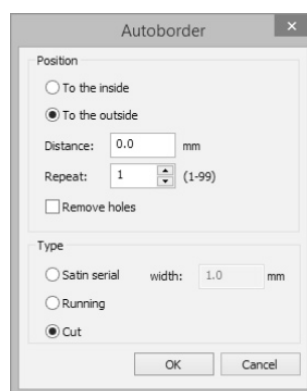 Autoborder
Position
To the inside
To the outside
Distance: 0.0 mm
Repeat: 1 (1-99)
Remove holes
Type
Satin serial width: 1.0 mm
Running
Cut
OK Cancel